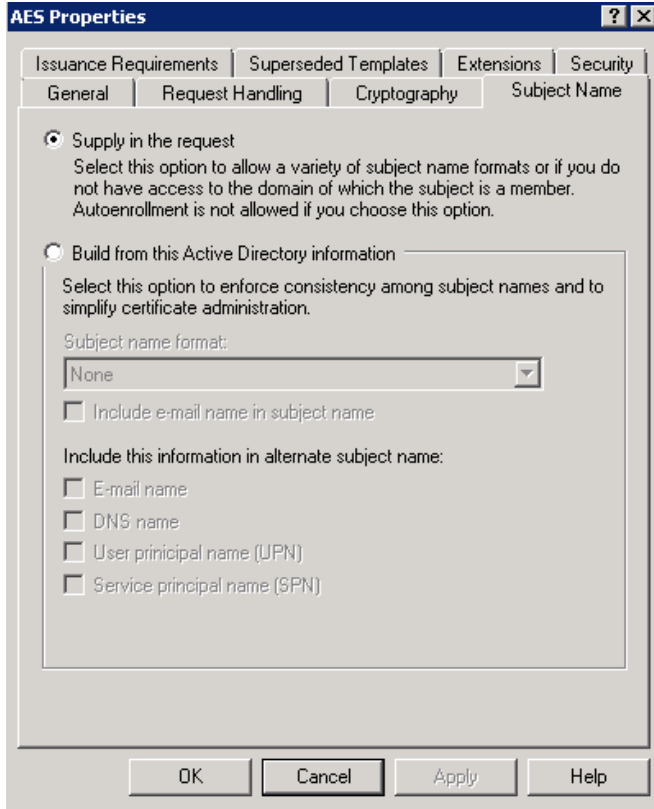 AES Properties
Issuance Requirements Superseded Templates Extensions Security
General Request Handling Cryptography Subject Name
Supply in the request
Select this option to allow a variety of subject name formats or if you do
not have access to the domain of which the subject is a member.
Autoenrollment is not allowed if you choose this option.
Build from this Active Directory information
Select this option to enforce consistency among subject names and to
simplify certificate administration.
Subject name format:
None
Include e-mail name in subject name
Include this information in alternate subject name:
E-mail name
DNS name
User prinicipal name (UPN)
Service principal name (SPN)
OK Cancel Apply Help